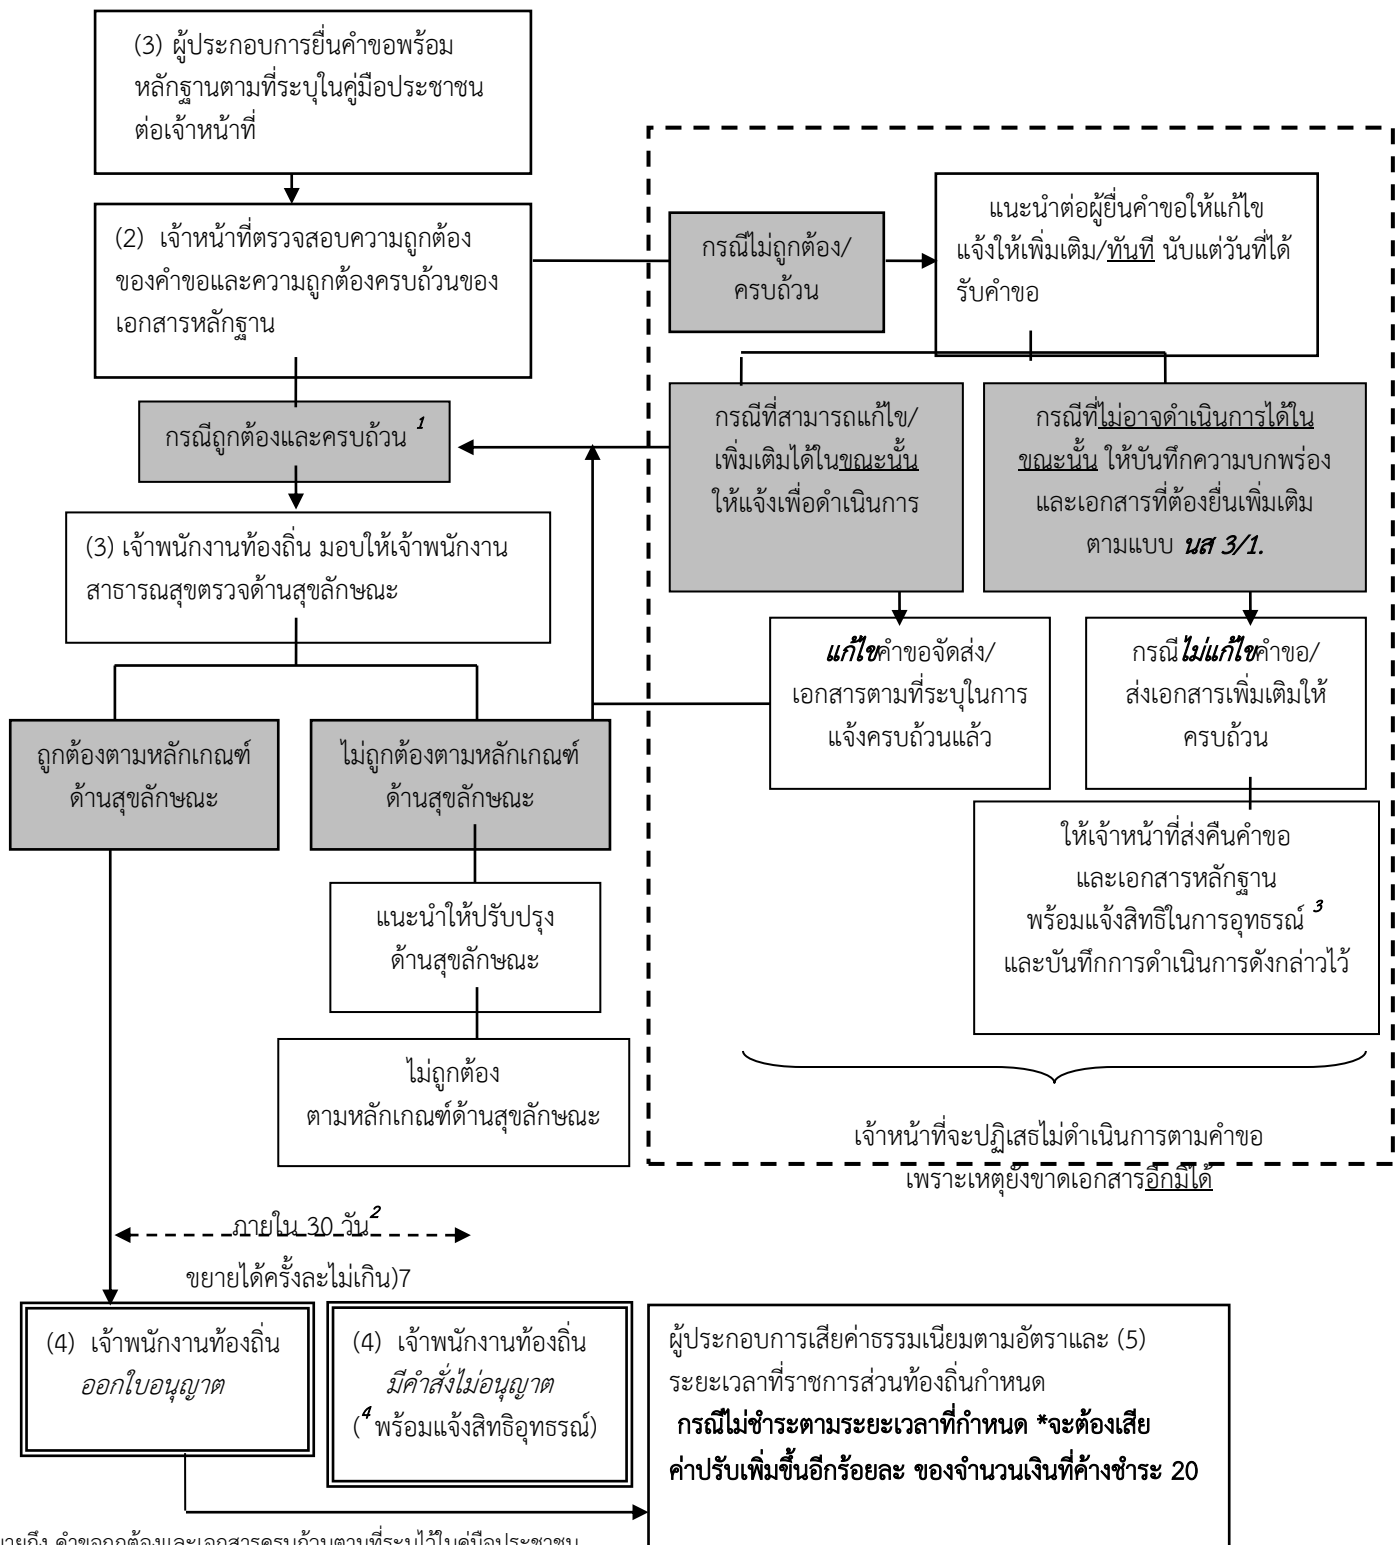 (3) ผู้ประกอบการยื่นคำขอพร้อม
หลักฐานตามที่ระบุในคู่มือประชาชน
ต่อเจ้าหน้าที่
(2) เจ้าหน้าที่ตรวจสอบความถูกต้อง
ของคำขอและความถูกต้องครบถ้วนของ
เอกสารหลักฐาน
กรณีไม่ถูกต้อง/
ครบถ้วน
แนะนำต่อผู้ยื่นคำขอให้แก้ไข
แจ้งให้เพิ่มเติม/ทันที นับแต่วันที่ได้
รับคำขอ
กรณีถูกต้องและครบถ้วน 1
กรณีที่สามารถแก้ไข/
เพิ่มเติมได้ในขณะนั้น
ให้แจ้งเพื่อดำเนินการ
กรณีที่ไม่อาจดำเนินการได้ใน
ขณะนั้น ให้บันทึกความบกพร่อง
และเอกสารที่ต้องยื่นเพิ่มเติม
ตามแบบ นส 3/1.
(3) เจ้าพนักงานท้องถิ่น มอบให้เจ้าพนักงาน
สาธารณสุขตรวจด้านสุขลักษณะ
แก้ไขคำขอจัดส่ง/
เอกสารตามที่ระบุในการ
แจ้งครบถ้วนแล้ว
กรณีไม่แก้ไขคำขอ/
ส่งเอกสารเพิ่มเติมให้
ครบถ้วน
ถูกต้องตามหลักเกณฑ์
ด้านสุขลักษณะ
ไม่ถูกต้องตามหลักเกณฑ์
ด้านสุขลักษณะ
ให้เจ้าหน้าที่ส่งคืนคำขอ
และเอกสารหลักฐาน
พร้อมแจ้งสิทธิในการอุทธรณ์ 3
และบันทึกการดำเนินการดังกล่าวไว้
แนะนำให้ปรับปรุง
ด้านสุขลักษณะ
ไม่ถูกต้อง
ตามหลักเกณฑ์ด้านสุขลักษณะ
เจ้าหน้าที่จะปฏิเสธไม่ดำเนินการตามคำขอ
เพราะเหตุยังขาดเอกสารอีกมิได้
ภายใน 30 วัน2
ขยายได้ครั้งละไม่เกิน)7
(4) เจ้าพนักงานท้องถิ่น
ออกใบอนุญาต
(4) เจ้าพนักงานท้องถิ่น
มีคำสั่งไม่อนุญาต
(4 พร้อมแจ้งสิทธิอุทธรณ์)
ผู้ประกอบการเสียค่าธรรมเนียมตามอัตราและ (5)
ระยะเวลาที่ราชการส่วนท้องถิ่นกำหนด
กรณีไม่ชำระตามระยะเวลาที่กำหนด *จะต้องเสีย
ค่าปรับเพิ่มขึ้นอีกร้อยละ ของจำนวนเงินที่ค้างชำระ 20
คำขอถูกต้องและเอกสารครบถ้วนตามที่ระบุไว้ในคู่มือประชาชน